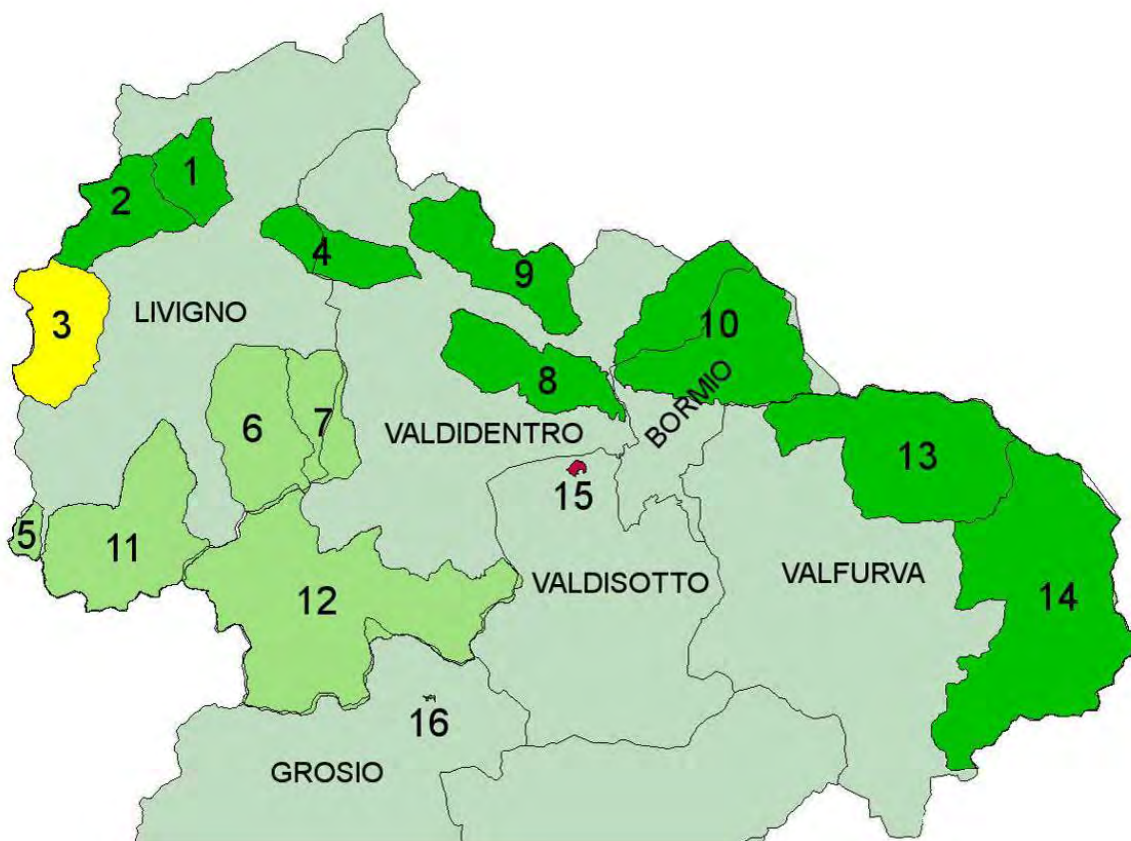 1
2
4
9
3
LIVIGNO
10
8
BORMIO
6
7
VALDIDENTRO
13
15
5
11
VALDISOTTO
VALFURVA
12
14
16
GROSIO